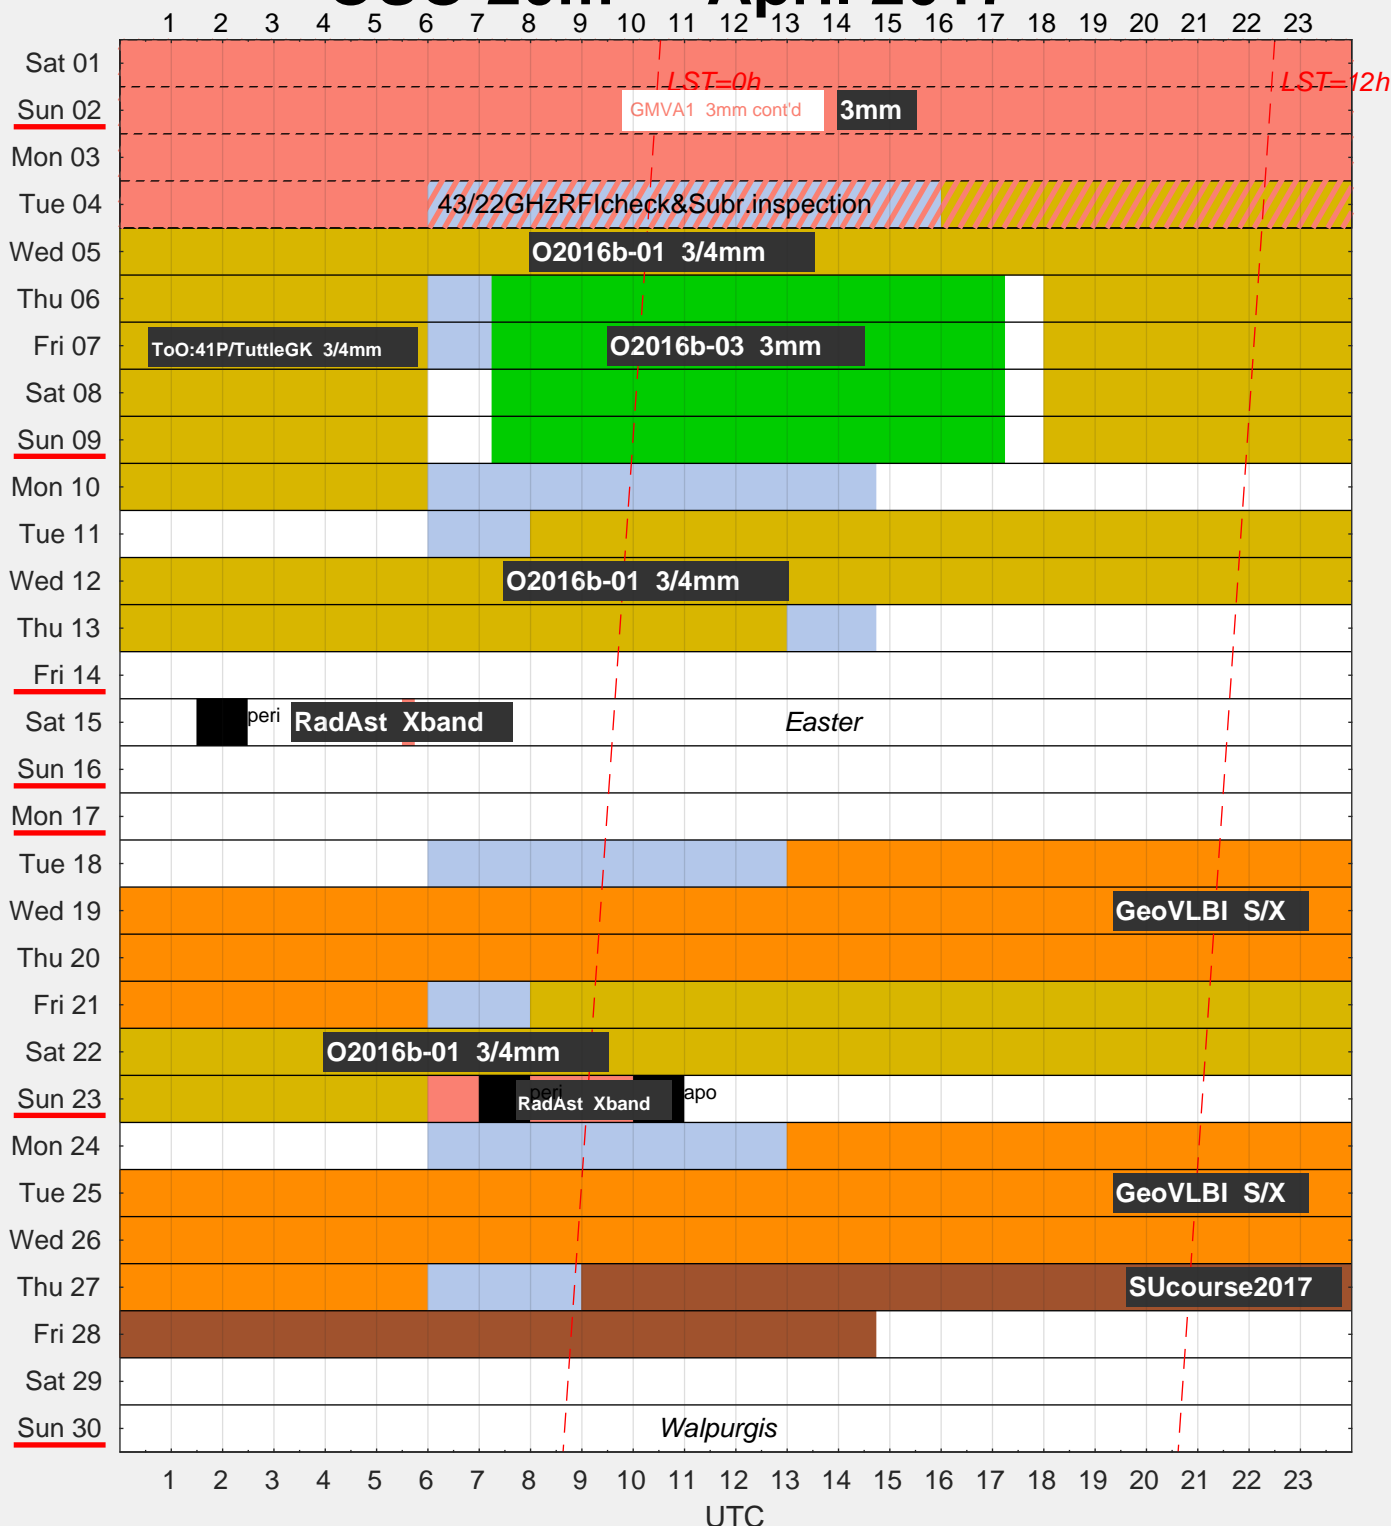 April 2017
1 2 3 4 5 6 7 8 9 10 11 12 13 14 15 16 17 18 19 20 21 22 23
Sat 01
LST=0h LST=12h
Sun 02 GMVA1 3mm cont'd 3mm
Mon 03
Tue 04 43/22GHzRFIcheck&Subr.inspection
Wed 05 O2016b-01 3/4mm
Thu 06
Fri 07 ToO:41P/TuttleGK 3/4mm O2016b-03 3mm
Sat 08
Sun 09
Mon 10
Tue 11
Wed 12 O2016b-01 3/4mm
Thu 13
Fri 14
Sat 15 peri RadAst Xband Easter
Sun 16
Mon 17
Tue 18
Wed 19 GeoVLBI S/X
Thu 20
Fri 21
Sat 22 O2016b-01 3/4mm
Sun 23 peri RadAst Xband apo
Mon 24
Tue 25 GeoVLBI S/X
Wed 26
Thu 27 SUcourse2017
Fri 28
Sat 29
Sun 30 Walpurgis
1 2 3 4 5 6 7 8 9 10 11 12 13 14 15 16 17 18 19 20 21 22 23
UTC